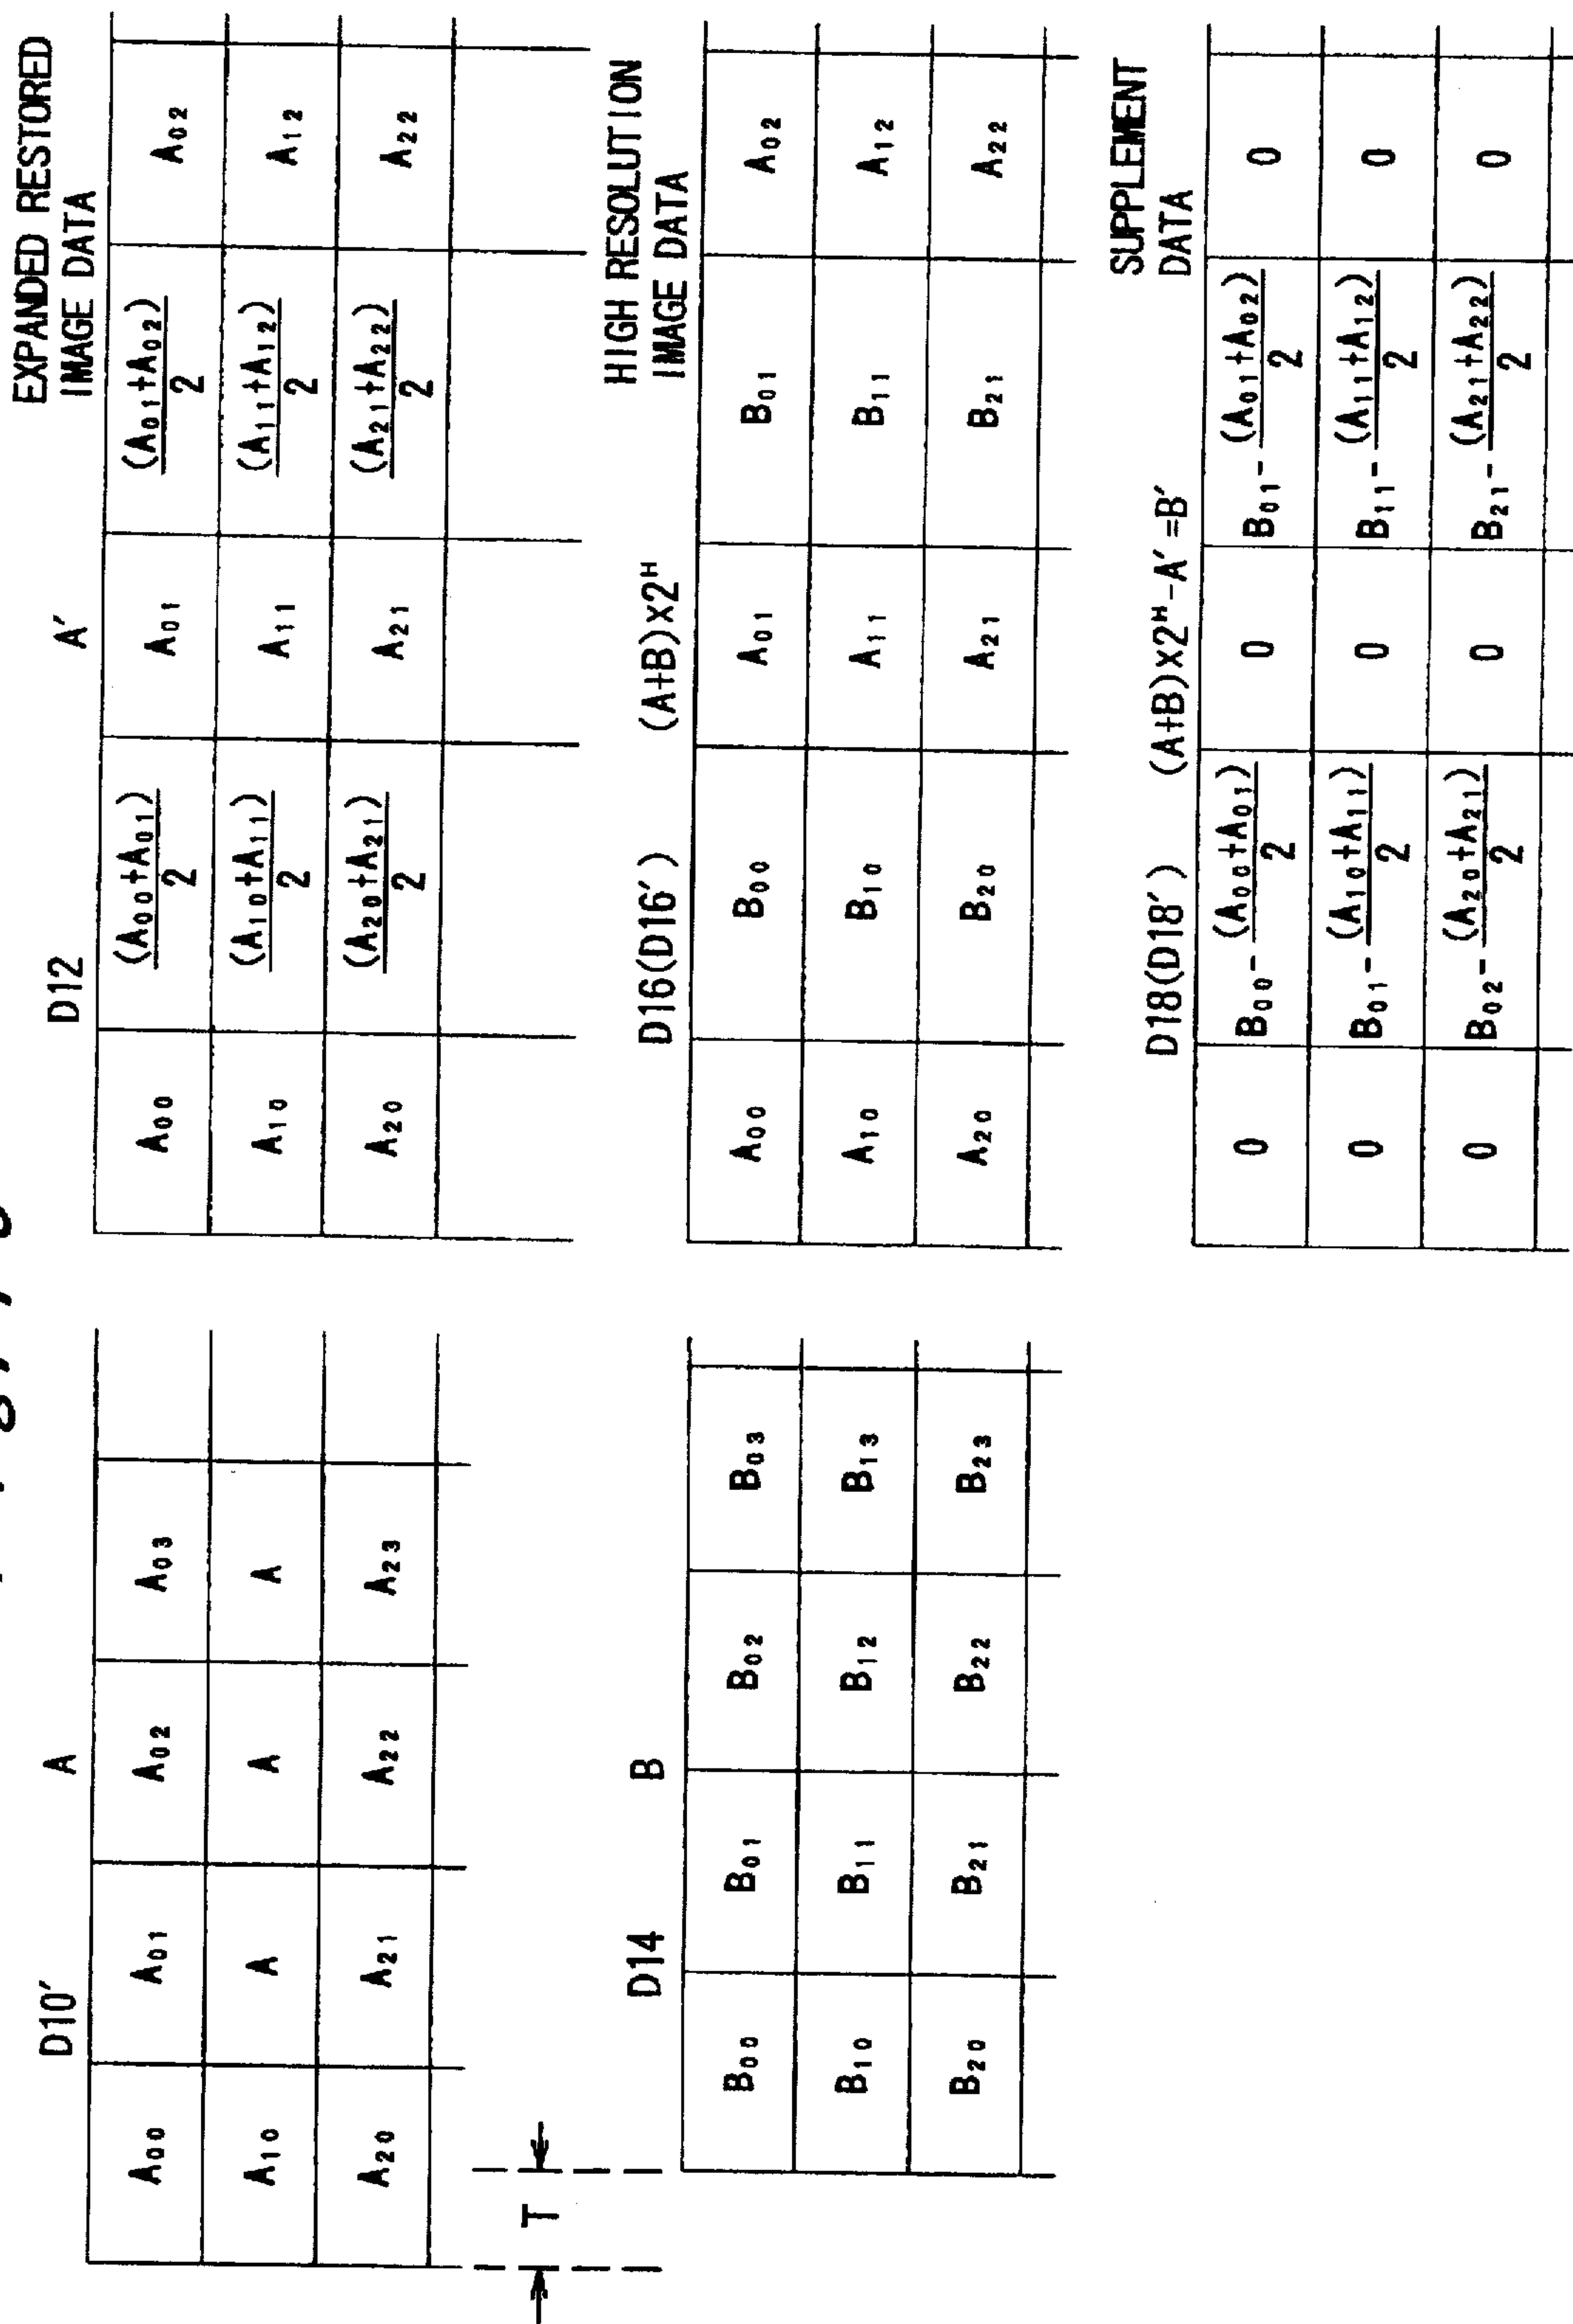 D10′ A
A₀₀ A₀₁ A₀₂ A₀₃
A₁₀ A A A
A₂₀ A₂₁ A₂₂ A₂₃
T
D14 B
B₀₀ B₀₁ B₀₂ B₀₃
B₁₀ B₁₁ B₁₂ B₁₃
B₂₀ B₂₁ B₂₂ B₂₃
EXPANDED RESTORED
D12 A′ IMAGE DATA
A₀₀ (A₀₀+A₀₁)/2 A₀₁ (A₀₁+A₀₂)/2 A₀₂
A₁₀ (A₁₀+A₁₁)/2 A₁₁ (A₁₁+A₁₂)/2 A₁₂
A₂₀ (A₂₀+A₂₁)/2 A₂₁ (A₂₁+A₂₂)/2 A₂₂
HIGH RESOLUTION
D16(D16′) (A+B)x2ᴴ IMAGE DATA
A₀₀ B₀₀ A₀₁ B₀₁ A₀₂
A₁₀ B₁₀ A₁₁ B₁₁ A₁₂
A₂₀ B₂₀ A₂₁ B₂₁ A₂₂
SUPPLEMENT
D18(D18′) (A+B)x2ᴴ-A′=B′ DATA
0 B₀₀-(A₀₀+A₀₁)/2 0 B₀₁-(A₀₁+A₀₂)/2 0
0 B₀₁-(A₁₀+A₁₁)/2 0 B₁₁-(A₁₁+A₁₂)/2 0
0 B₀₂-(A₂₀+A₂₁)/2 0 B₂₁-(A₂₁+A₂₂)/2 0